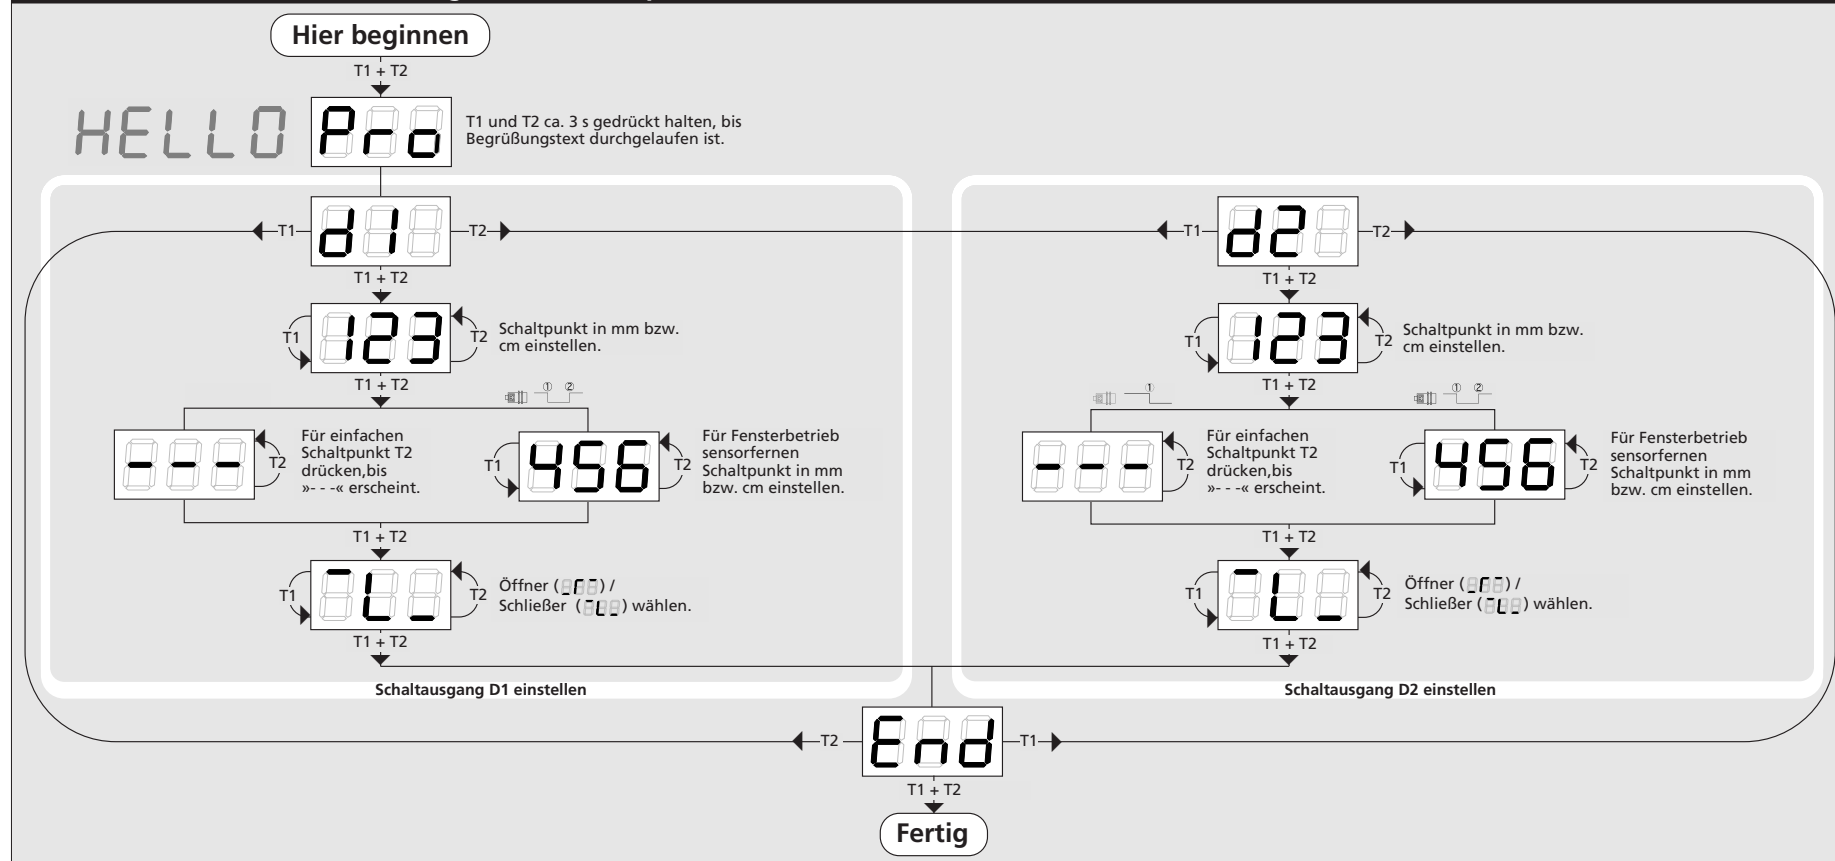 Hier beginnen
T1 + T2
HELLO
Pro
T1 und T2 ca. 3 s gedrückt halten, bis
Begrüßungstext durchgelaufen ist.
T1
d1
T2
T1 + T2
T1
123
T2
Schaltpunkt in mm bzw.
cm einstellen.
T1 + T2
① ②
---
T2
Für einfachen
Schaltpunkt T2
drücken,bis
»- - -« erscheint.
T1
456
T2
Für Fensterbetrieb
sensorfernen
Schaltpunkt in mm
bzw. cm einstellen.
T1 + T2
T1
T2
Öffner ( ) /
Schließer ( ) wählen.
T1 + T2
Schaltausgang D1 einstellen
T1
d2
T2
T1 + T2
T1
123
T2
Schaltpunkt in mm bzw.
cm einstellen.
T1 + T2
①
① ②
---
T2
Für einfachen
Schaltpunkt T2
drücken,bis
»- - -« erscheint.
T1
456
T2
Für Fensterbetrieb
sensorfernen
Schaltpunkt in mm
bzw. cm einstellen.
T1 + T2
T1
T2
Öffner ( ) /
Schließer ( ) wählen.
T1 + T2
Schaltausgang D2 einstellen
T2
End
T1
T1 + T2
Fertig